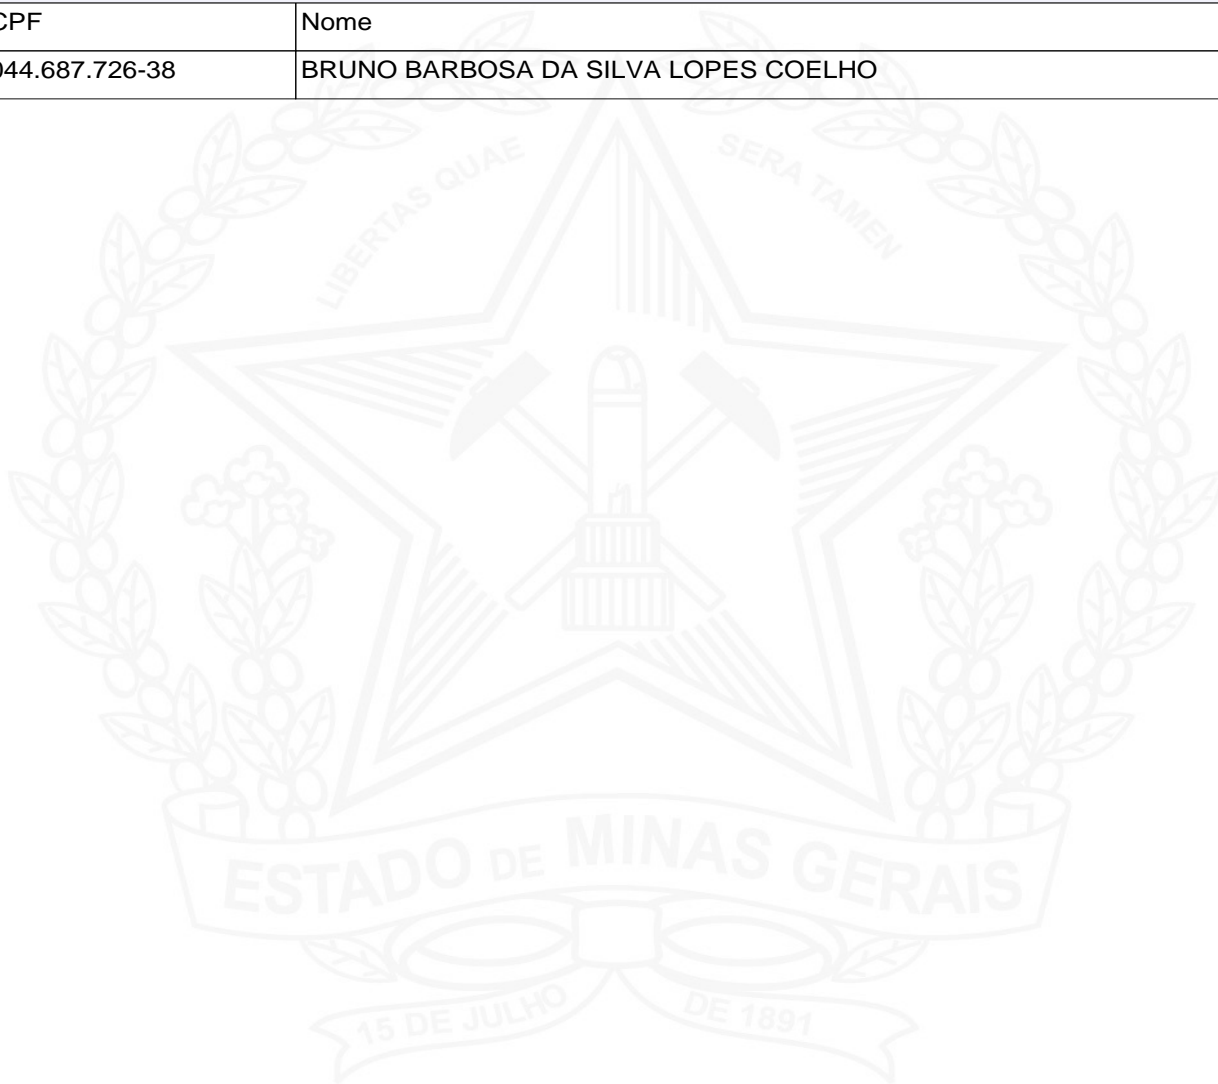 CPF Nome
044.687.726-38 BRUNO BARBOSA DA SILVA LOPES COELHO
LIBERTAS QUAE SERA TAMEN
ESTADO DE MINAS GERAIS
15 DE JULHO DE 1891